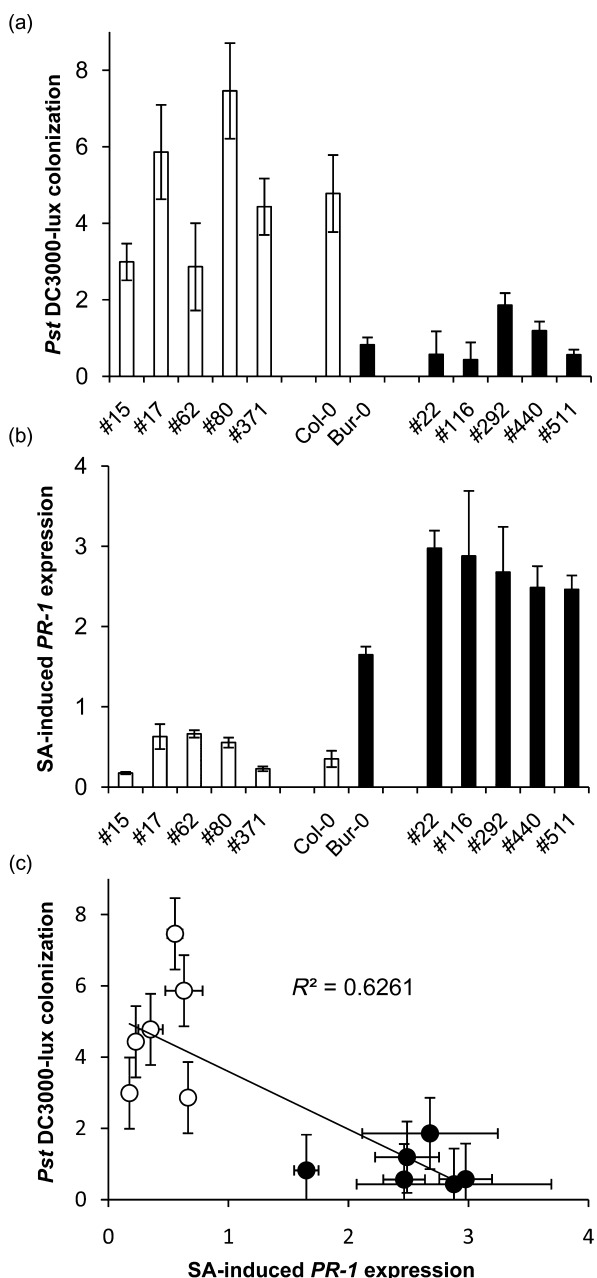 (a)
Pst DC3000-lux colonization
8
6
4
2
0
#15 #17 #62 #80 #371 Col-0 Bur-0 #22 #116 #292 #440 #511
(b)
SA-induced PR-1 expression
4
3
2
1
0
#15 #17 #62 #80 #371 Col-0 Bur-0 #22 #116 #292 #440 #511
(c)
Pst DC3000-lux colonization
8
6
4
2
0
R² = 0.6261
0 1 2 3 4
SA-induced PR-1 expression